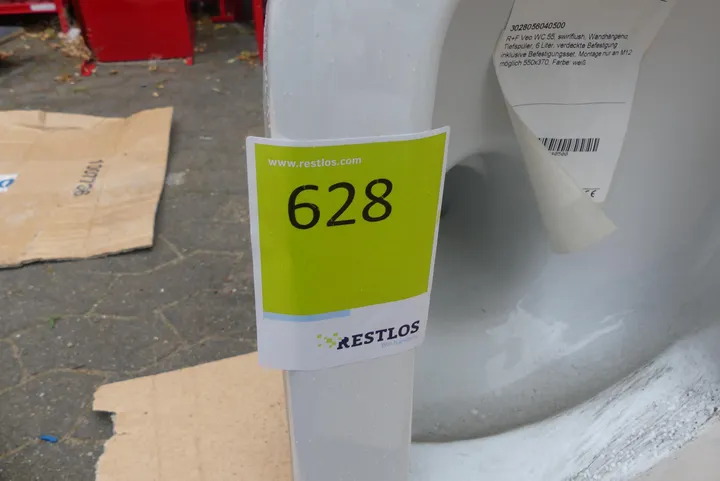 3028058040500
R+F Veo WC 55, swirlflush, Wandhängend,
Tiefspüler, 6 Liter, verdeckte Befestigung
inklusive Befestigungsset, Montage nur an M12
möglich 550x370, Farbe: weiß
www.restlos.com
628
RESTLOS